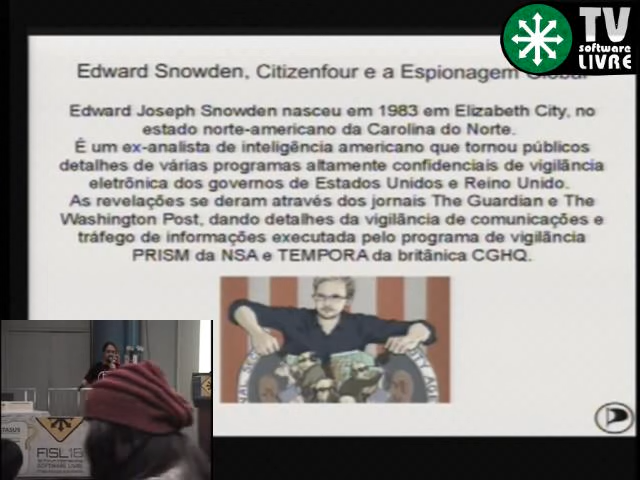 TV
software
LIVRE
Edward Snowden, Citizenfour e a Espionagem Global
Edward Joseph Snowden nasceu em 1983 em Elizabeth City, no
estado norte-americano da Carolina do Norte.
É um ex-analista de inteligência americano que tornou públicos
detalhes de várias programas altamente confidenciais de vigilância
eletrônica dos governos de Estados Unidos e Reino Unido.
As revelações se deram através dos jornais The Guardian e The
Washington Post, dando detalhes da vigilância de comunicações e
tráfego de informações executada pelo programa de vigilância
PRISM da NSA e TEMPORA da britânica CGHQ.
FISL16
SOFTWARE LIVRE